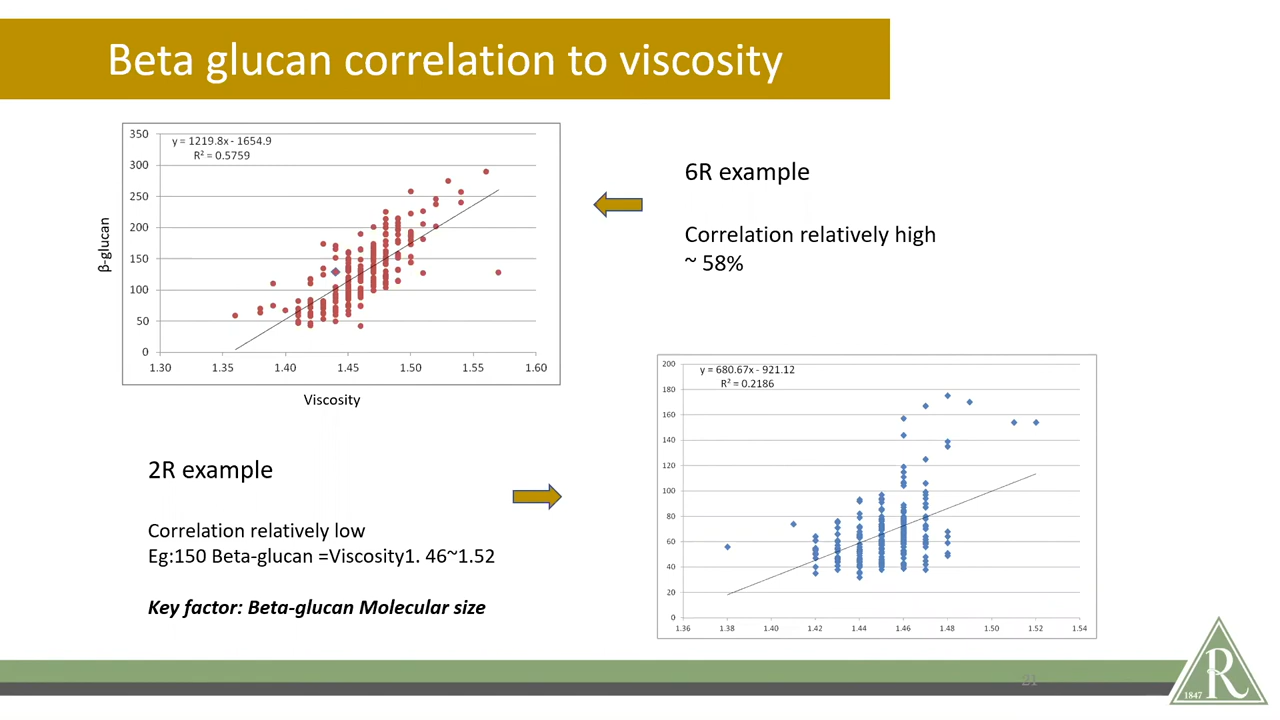 Beta glucan correlation to viscosity
350
300
250
200
150
100
50
0
y = 1219.8x - 1654.9
R² = 0.5759
β-glucan
1.30 1.35 1.40 1.45 1.50 1.55 1.60
Viscosity
6R example
Correlation relatively high
~ 58%
2R example
Correlation relatively low
Eg:150 Beta-glucan =Viscosity1. 46~1.52
Key factor: Beta-glucan Molecular size
200
180
160
140
120
100
80
60
40
20
0
y = 680.67x - 921.12
R² = 0.2186
1.36 1.38 1.40 1.42 1.44 1.46 1.48 1.50 1.52 1.54
21
R
1847